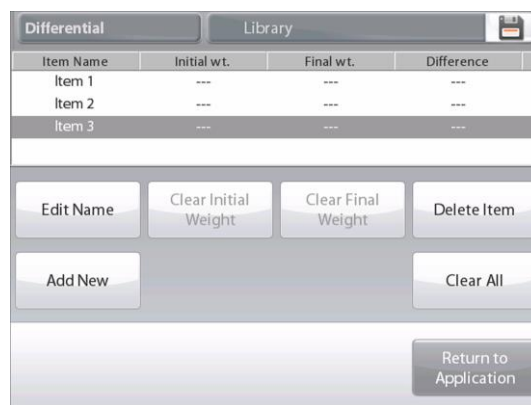 Differential Library
Item Name Initial wt. Final wt. Difference
Item 1 --- --- ---
Item 2 --- --- ---
Item 3 --- --- ---
Edit Name
Clear Initial
Weight
Clear Final
Weight
Delete Item
Add New
Clear All
Return to
Application